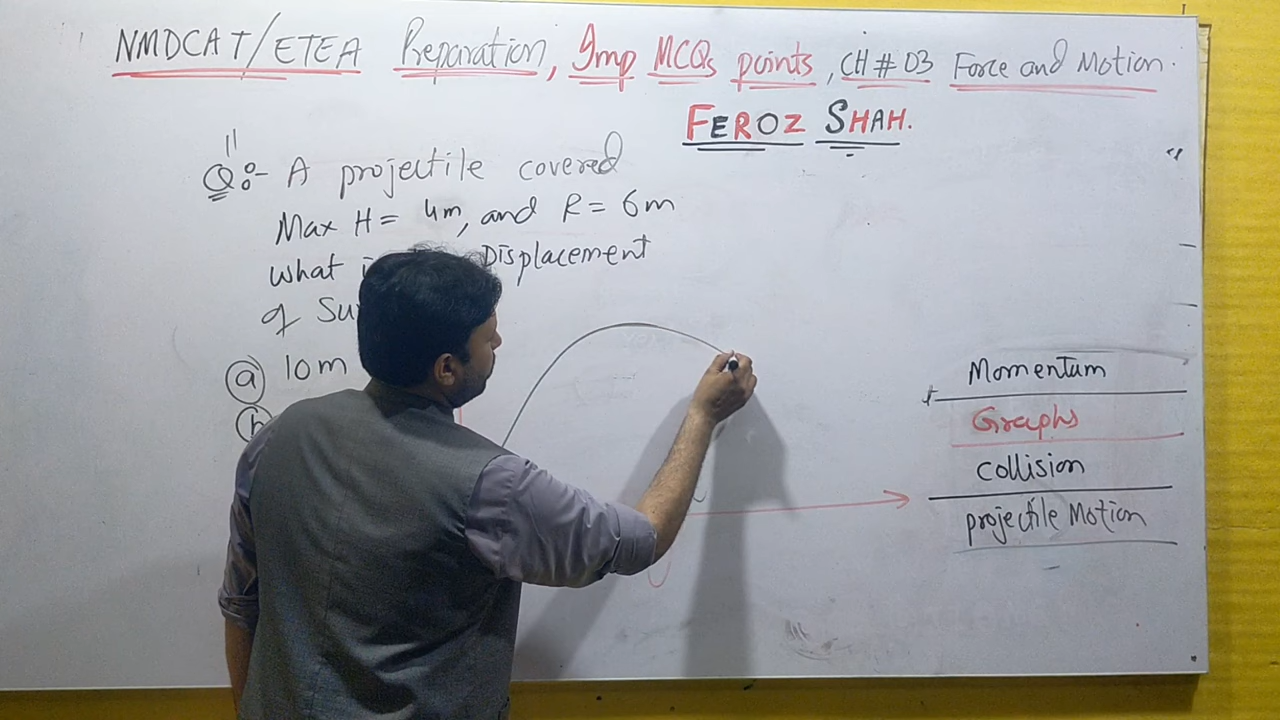 NMDCAT/ETEA Preparation, Imp MCQs points, CH # 03 Force and Motion.
FEROZ SHAH.
Q:- A projectile covered
Max H = 4m, and R = 6m
what Displacement
of
(a) 10m
(b)
Momentum
Graphs
collision
projectile Motion